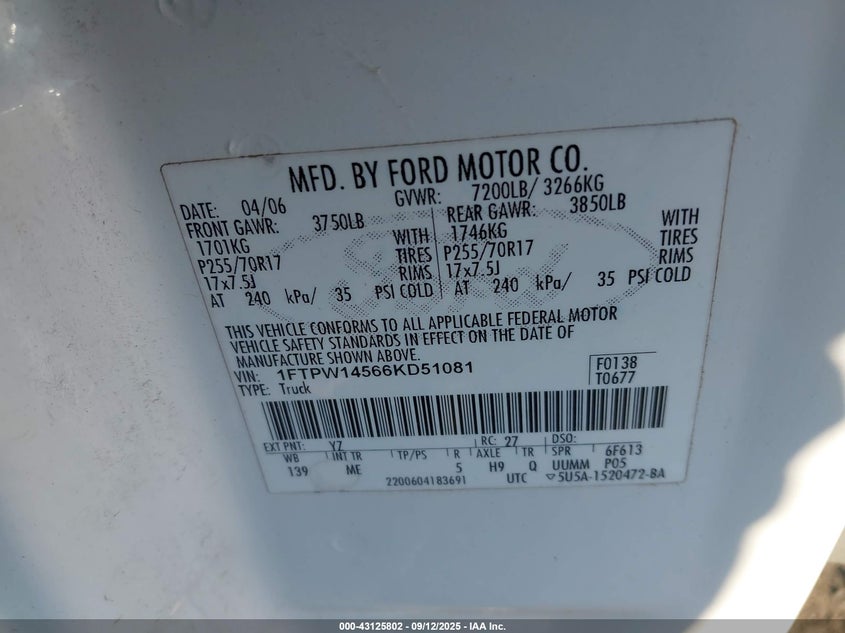 MFD. BY FORD MOTOR CO.
DATE: 04/06 GVWR: 7200LB/ 3266KG
FRONT GAWR: 3750LB REAR GAWR: 3850LB
1701KG WITH 1746KG WITH
P255/70R17 TIRES P255/70R17 TIRES
17x7.5J RIMS 17x7.5J RIMS
AT 240 kPa/ 35 PSI COLD AT 240 kPa/ 35 PSI COLD
THIS VEHICLE CONFORMS TO ALL APPLICABLE FEDERAL MOTOR
VEHICLE SAFETY STANDARDS IN EFFECT ON THE DATE OF
MANUFACTURE SHOWN ABOVE.
VIN: 1FTPW14566KD51081 F0138
TYPE: Truck T0677
EXT PNT: YZ RC: 27 DSO:
WB INT TR TP/PS R AXLE TR SPR 6F613
139 ME 5 H9 Q UUMM P05
2200604183691 UTC ▽5U5A-1520472-BA
000-43125802 - 09/12/2025 - IAA Inc.